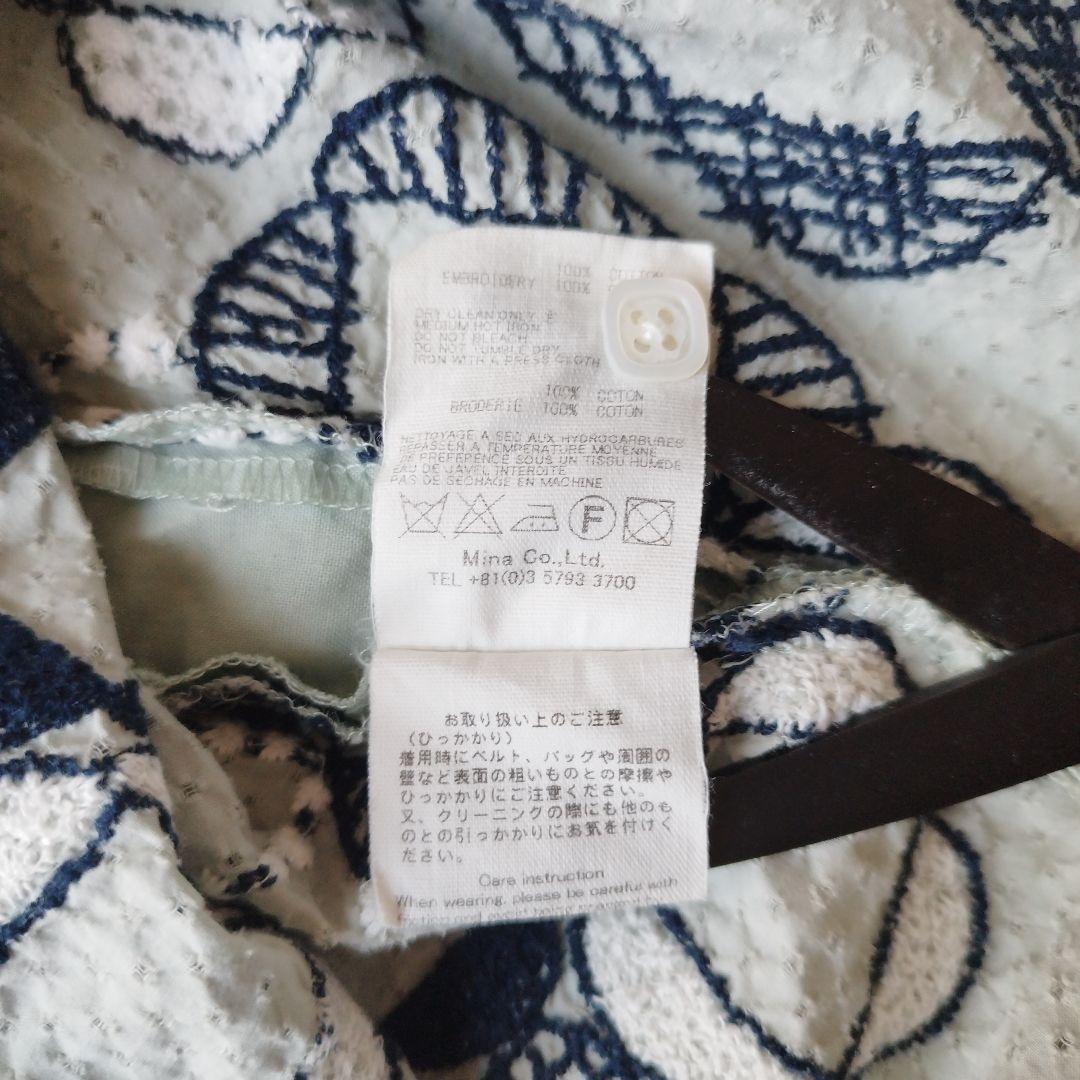 100% COTTON
EMBROIDERY 100%
DRY CLEAN ONLY
MEDIUM HOT IRON
DO NOT BLEACH
DO NOT TUMBLE DRY
IRON WITH A PRESS CLOTH
100% COTTON
BRODERIE 100% COTTON
NETTOYAGE A SEC AUX HYDROCARBURES
REPASSER A TEMPERATURE MOYENNE
DE PREFERENCE SOUS UN TISSU HUMIDE
EAU DE JAVEL INTERDITE
PAS DE SECHAGE EN MACHINE
F
Mina Co.,Ltd.
TEL +81(0)3 5793 3700
お取り扱い上のご注意
（ひっかかり）
着用時にベルト、バッグや周囲の
壁など表面の粗いものとの摩擦や
ひっかかりにご注意ください。
又、クリーニングの際にも他のも
のとの引っかかりにお気を付けく
ださい。
Care instruction
When wearing, please be careful with
friction and avoid being